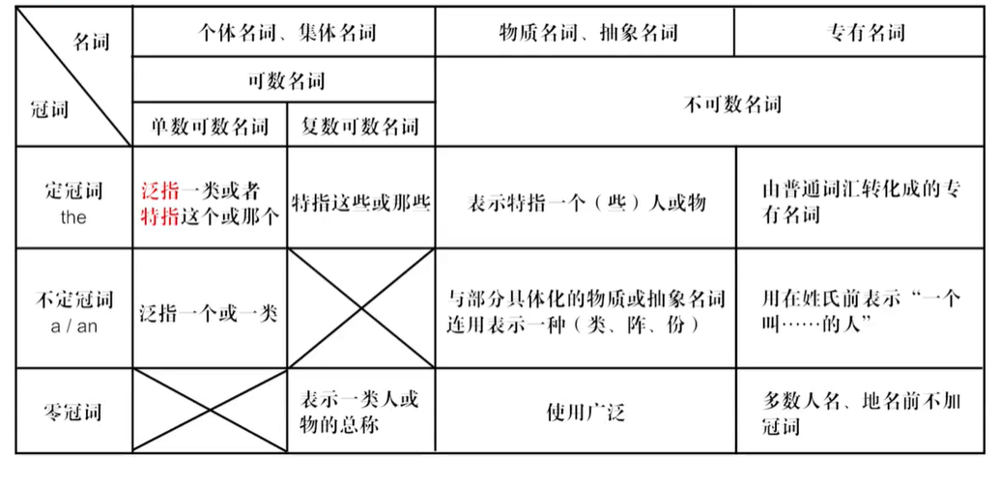 名词
冠词
个体名词、集体名词
物质名词、抽象名词
专有名词
可数名词
不可数名词
单数可数名词
复数可数名词
定冠词
the
泛指一类或者
特指这个或那个
特指这些或那些
表示特指一个（些）人或物
由普通词汇转化成的专
有名词
不定冠词
a / an
泛指一个或一类
与部分具体化的物质或抽象名词
连用表示一种（类、阵、份）
用在姓氏前表示“一个
叫……的人”
零冠词
表示一类人或
物的总称
使用广泛
多数人名、地名前不加
冠词